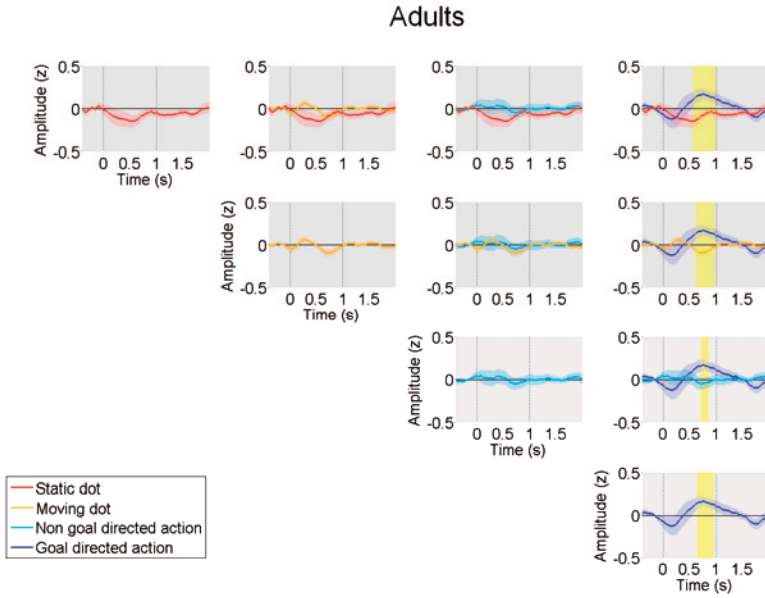 Adults
0.5 0.5 0.5 0.5
Amplitude (z)
0 0 0 0
-0.5 -0.5 -0.5 -0.5
0 0.5 1 1.5 0 0.5 1 1.5 0 0.5 1 1.5 0 0.5 1 1.5
Time (s)
0.5 0.5 0.5
Amplitude (z)
0 0 0
-0.5 -0.5 -0.5
0 0.5 1 1.5 0 0.5 1 1.5 0 0.5 1 1.5
Time (s)
0.5 0.5
Amplitude (z)
0 0
-0.5 -0.5
0 0.5 1 1.5 0 0.5 1 1.5
Time (s)
0.5
Amplitude (z)
0
-0.5
0 0.5 1 1.5
Time (s)
Static dot
Moving dot
Non goal directed action
Goal directed action